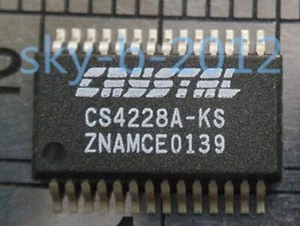 sky-b-2012
CRYSTAL
CS4228A-KS
ZNAMCE0139